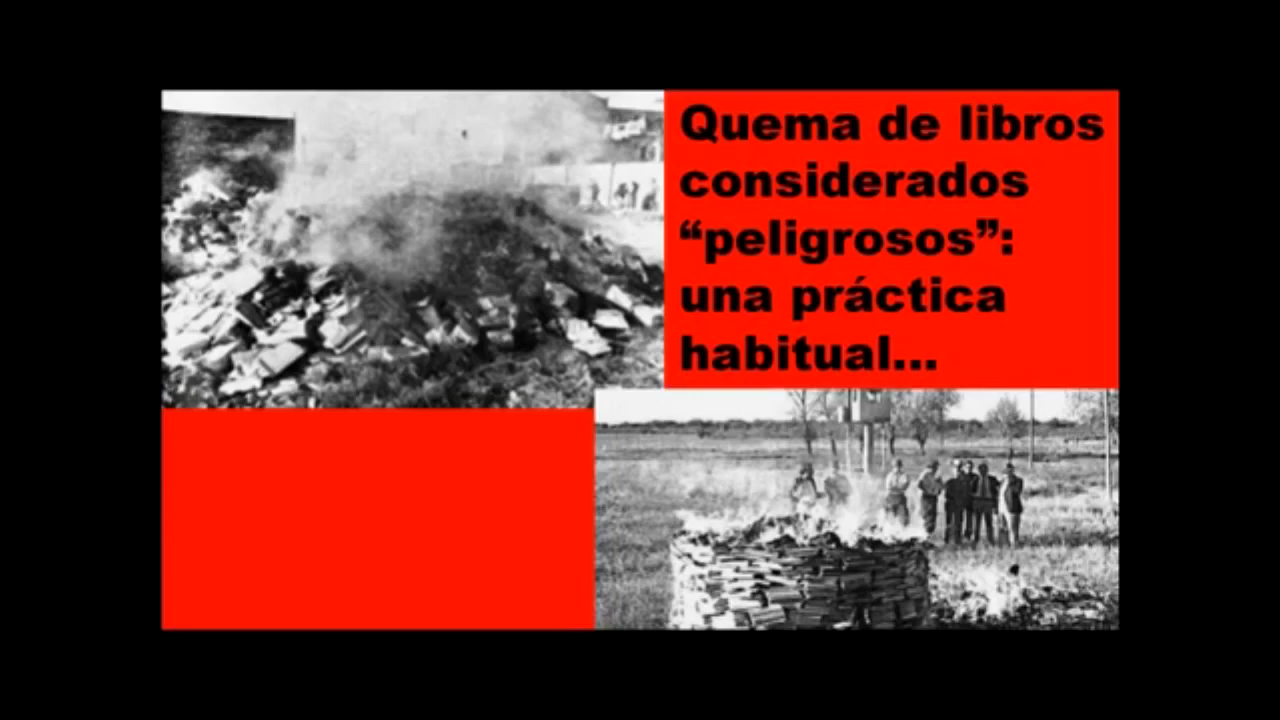 Quema de libros
considerados
“peligrosos”:
una práctica
habitual...